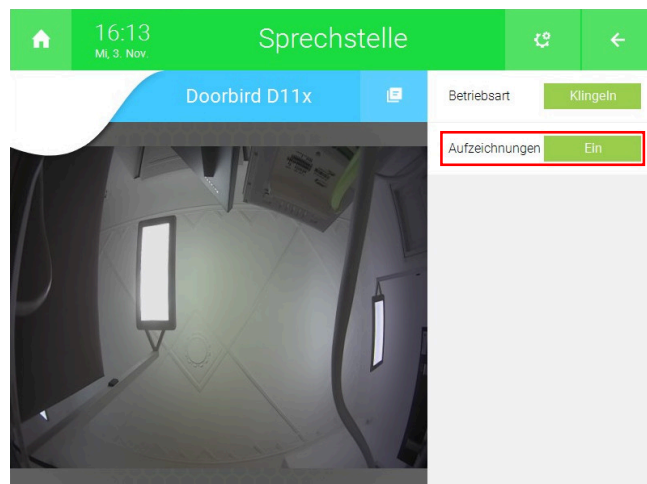 16:13
Mi, 3. Nov.
Sprechstelle
Doorbird D11x
Betriebsart
Klingeln
Aufzeichnungen
Ein